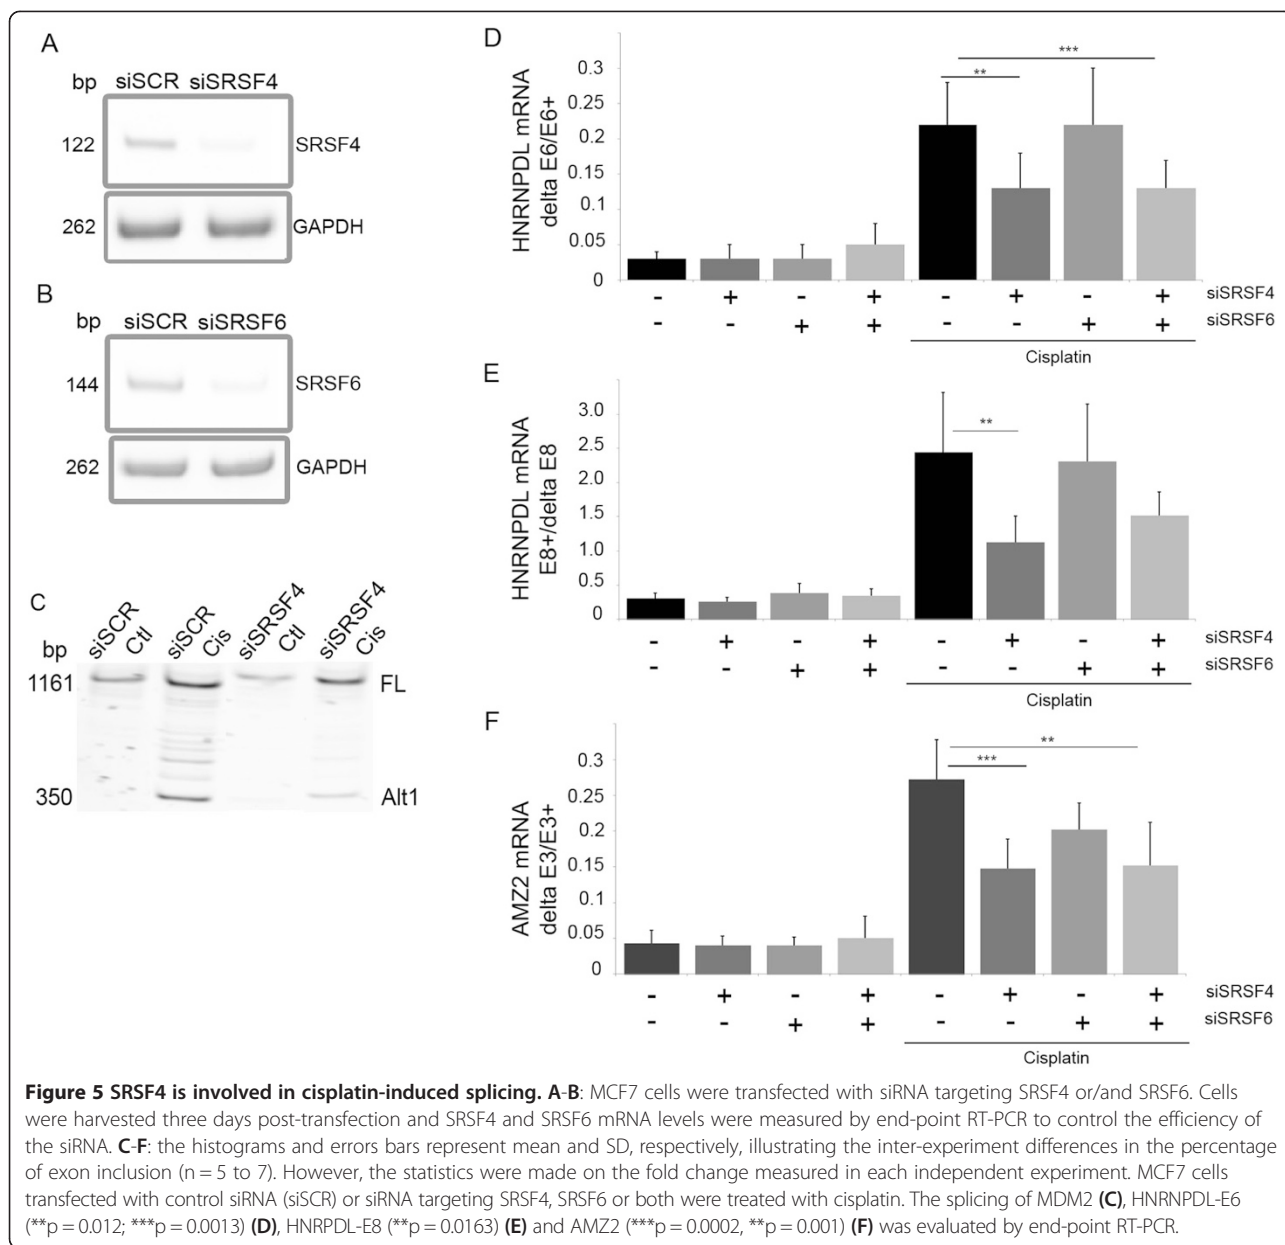 A
bp siSCR siSRSF4
122 SRSF4
262 GAPDH
B
bp siSCR siSRSF6
144 SRSF6
262 GAPDH
C
bp siSCR Ctl siSCR Cis siSRSF4 Ctl siSRSF4 Cis
1161 FL
350 Alt1
D
HNRNPDL mRNA
delta E6/E6+
0.3
0.25
0.2
0.15
0.1
0.05
0
** ***
- + - + - + - + siSRSF4
- - + + - - + + siSRSF6
Cisplatin
E
HNRNPDL mRNA
E8+/delta E8
3.0
2.5
2.0
1.5
1.0
0.5
0
**
- + - + - + - + siSRSF4
- - + + - - + + siSRSF6
Cisplatin
F
AMZ2 mRNA
delta E3/E3+
0.3
0.25
0.2
0.15
0.1
0.05
0
*** **
- + - + - + - + siSRSF4
- - + + - - + + siSRSF6
Cisplatin
Figure 5 SRSF4 is involved in cisplatin-induced splicing. A-B: MCF7 cells were transfected with siRNA targeting SRSF4 or/and SRSF6. Cells
were harvested three days post-transfection and SRSF4 and SRSF6 mRNA levels were measured by end-point RT-PCR to control the efficiency of
the siRNA. C-F: the histograms and errors bars represent mean and SD, respectively, illustrating the inter-experiment differences in the percentage
of exon inclusion (n = 5 to 7). However, the statistics were made on the fold change measured in each independent experiment. MCF7 cells
transfected with control siRNA (siSCR) or siRNA targeting SRSF4, SRSF6 or both were treated with cisplatin. The splicing of MDM2 (C), HNRNPDL-E6
(**p = 0.012; ***p = 0.0013) (D), HNRPDL-E8 (**p = 0.0163) (E) and AMZ2 (***p = 0.0002, **p = 0.001) (F) was evaluated by end-point RT-PCR.